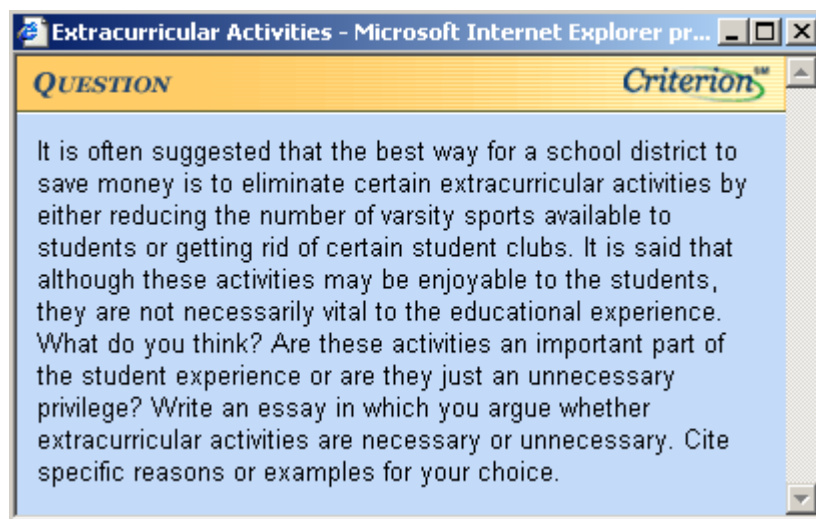 Extracurricular Activities - Microsoft Internet Explorer pr...
QUESTION
Criterion℠
It is often suggested that the best way for a school district to
save money is to eliminate certain extracurricular activities by
either reducing the number of varsity sports available to
students or getting rid of certain student clubs. It is said that
although these activities may be enjoyable to the students,
they are not necessarily vital to the educational experience.
What do you think? Are these activities an important part of
the student experience or are they just an unnecessary
privilege? Write an essay in which you argue whether
extracurricular activities are necessary or unnecessary. Cite
specific reasons or examples for your choice.